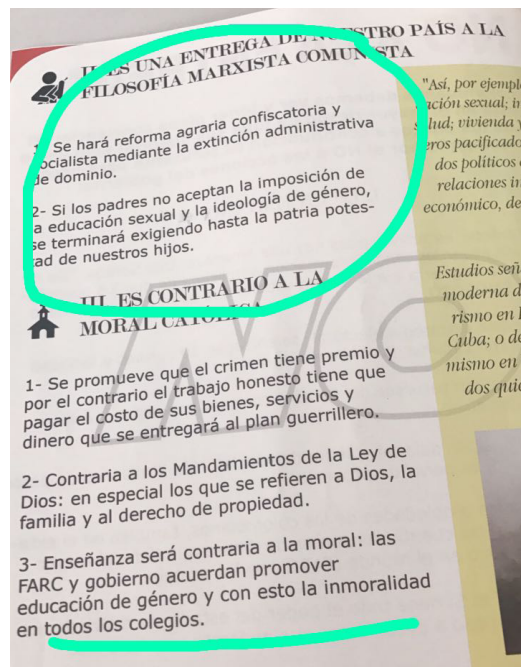 II. ES UNA ENTREGA DE NUESTRO PAÍS A LA
FILOSOFÍA MARXISTA COMUNISTA
1- Se hará reforma agraria confiscatoria y
socialista mediante la extinción administrativa
de dominio.
2- Si los padres no aceptan la imposición de
la educación sexual y la ideología de género,
se terminará exigiendo hasta la patria potes-
tad de nuestros hijos.
III. ES CONTRARIO A LA
MORAL CATÓLICA
1- Se promueve que el crimen tiene premio y
por el contrario el trabajo honesto tiene que
pagar el costo de sus bienes, servicios y
dinero que se entregará al plan guerrillero.
2- Contraria a los Mandamientos de la Ley de
Dios: en especial los que se refieren a Dios, la
familia y al derecho de propiedad.
3- Enseñanza será contraria a la moral: las
FARC y gobierno acuerdan promover
educación de género y con esto la inmoralidad
en todos los colegios.
"Así, por ejempl
ación sexual; i
salud; vivienda y
eros pacificado
dos políticos
relaciones in
económico, de
Estudios señ
moderna d
rismo en
Cuba; o de
mismo en
dos quie
NO